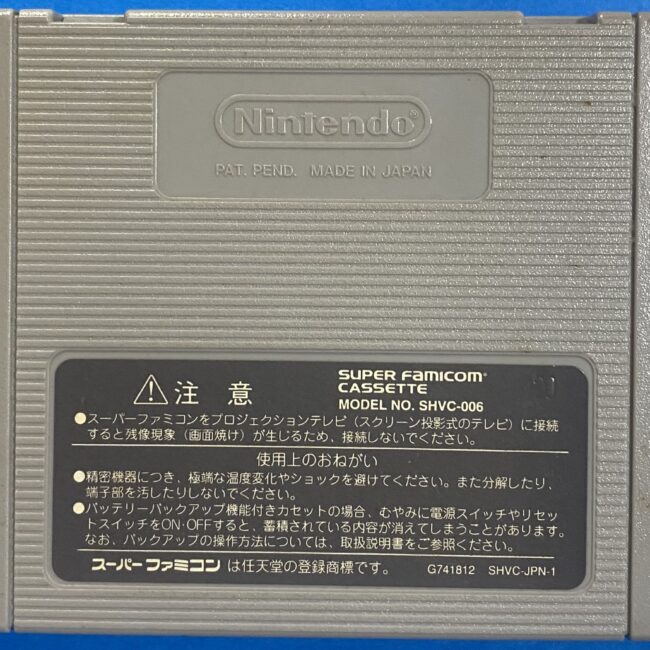 Nintendo®
PAT. PEND. MADE IN JAPAN
注意
SUPER FAMICOM®
CASSETTE
MODEL NO. SHVC-006
●スーパーファミコンをプロジェクションテレビ(スクリーン投影式のテレビ)に接続
すると残像現象(画面焼け)が生じるため、接続しないでください。
使用上のおねがい
●精密機器につき、極端な温度変化やショックを避けてください。また分解したり、
端子部を汚したりしないでください。
●バッテリーバックアップ機能付きカセットの場合、むやみに電源スイッチやリセッ
トスイッチをON・OFFすると、蓄積されている内容が消えてしまうことがあります。
なお、バックアップの操作方法については、取扱説明書をご参照ください。
スーパーファミコンは任天堂の登録商標です。 G741812 SHVC-JPN-1